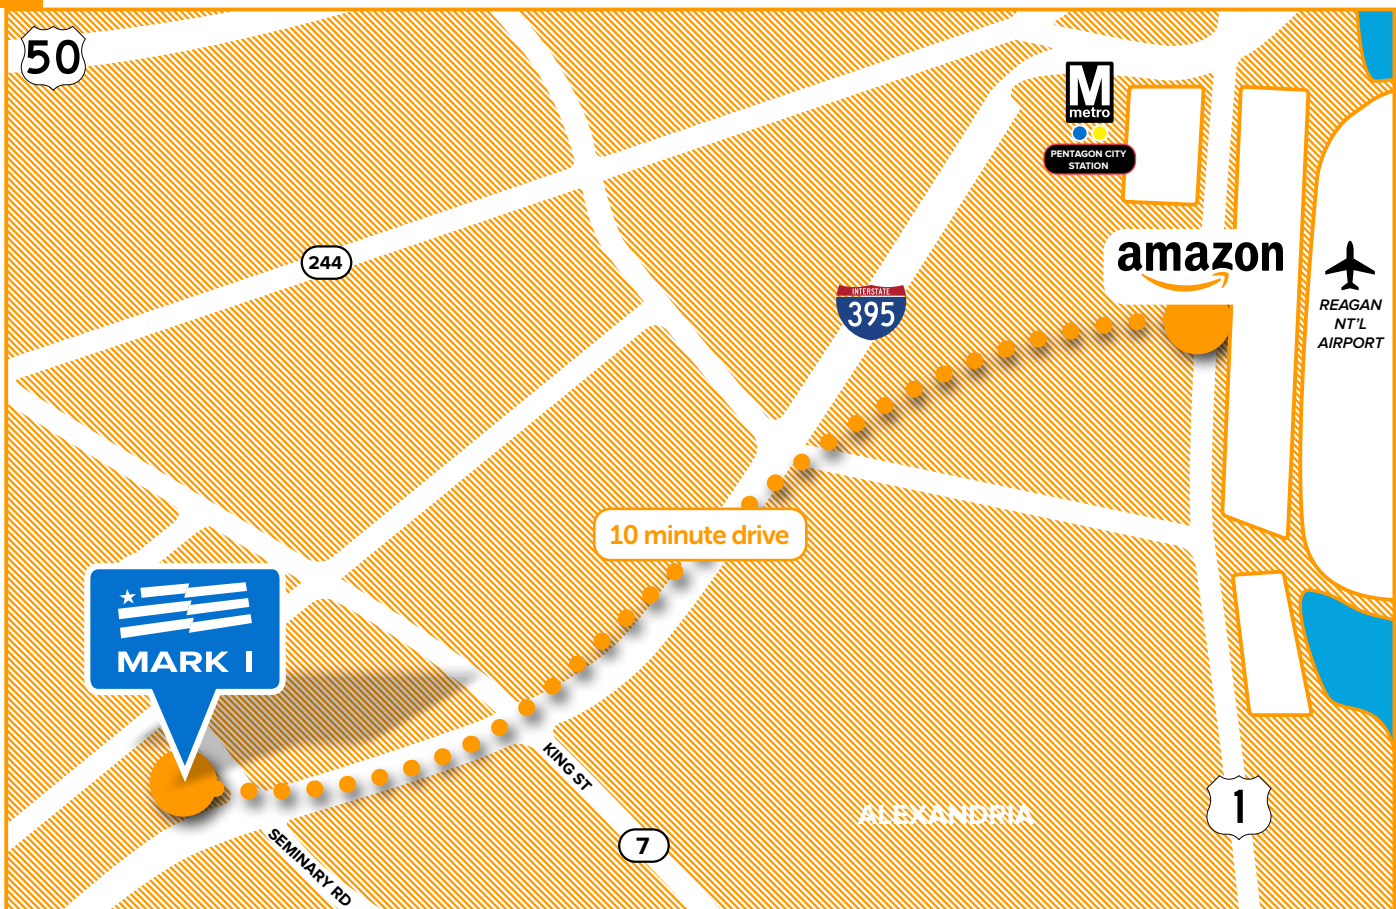 50
M
metro
PENTAGON CITY
STATION
amazon
244
INTERSTATE
395
REAGAN
NT'L
AIRPORT
10 minute drive
MARK I
KING ST
SEMINARY RD
7
ALEXANDRIA
1